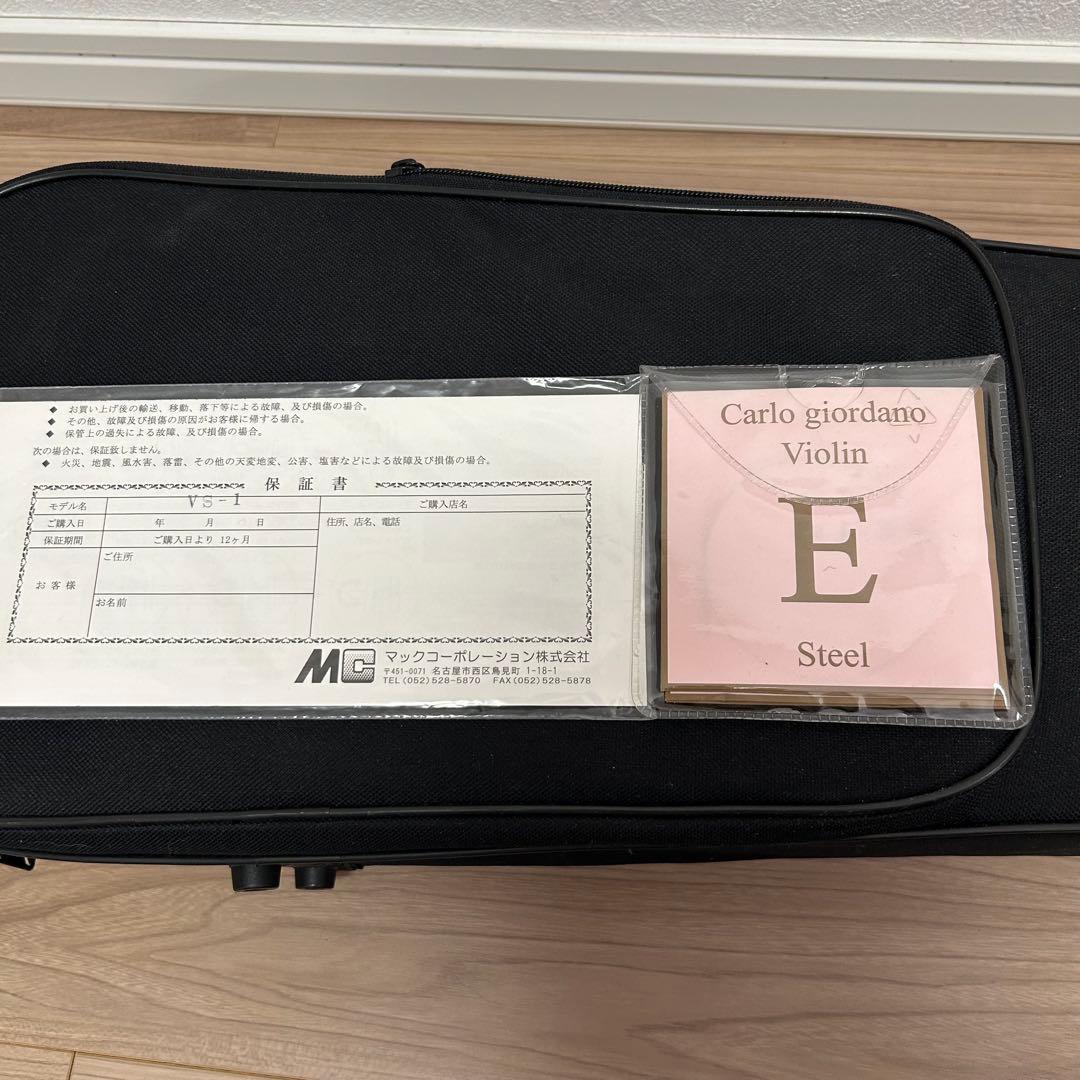 ◆ お買い上げ後の輸送、移動、落下等による故障、及び損傷の場合。
◆ その他、故障及び損傷の原因がお客様に帰する場合。
◆ 保管上の過失による故障、及び損傷の場合。
次の場合は、保証致しません。
◆ 火災、地震、風水害、落雷、その他の天変地変、公害、塩害などによる故障及び損傷の場合。
保 証 書
モデル名 VS-1 ご購入店名
ご購入日 年 月 日 住所、店名、電話
保証期間 ご購入日より 12ヶ月
お 客 様 ご住所
お名前
MC マックコーポレーション株式会社
〒451-0071 名古屋市西区鳥見町 1-18-1
TEL(052)528-5870 FAX(052)528-5878
Carlo giordano
Violin
E
Steel